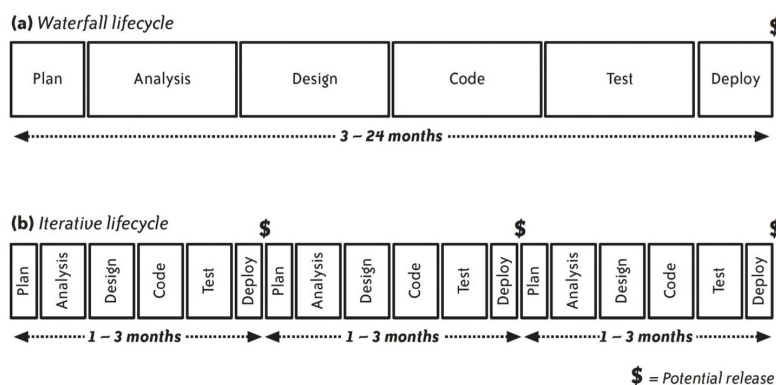 (a) Waterfall lifecycle
$
Plan Analysis Design Code Test Deploy
3 – 24 months
(b) Iterative lifecycle
$ $ $
Plan Analysis Design Code Test Deploy Plan Analysis Design Code Test Deploy Plan Analysis Design Code Test Deploy
1 – 3 months 1 – 3 months 1 – 3 months
$ = Potential release